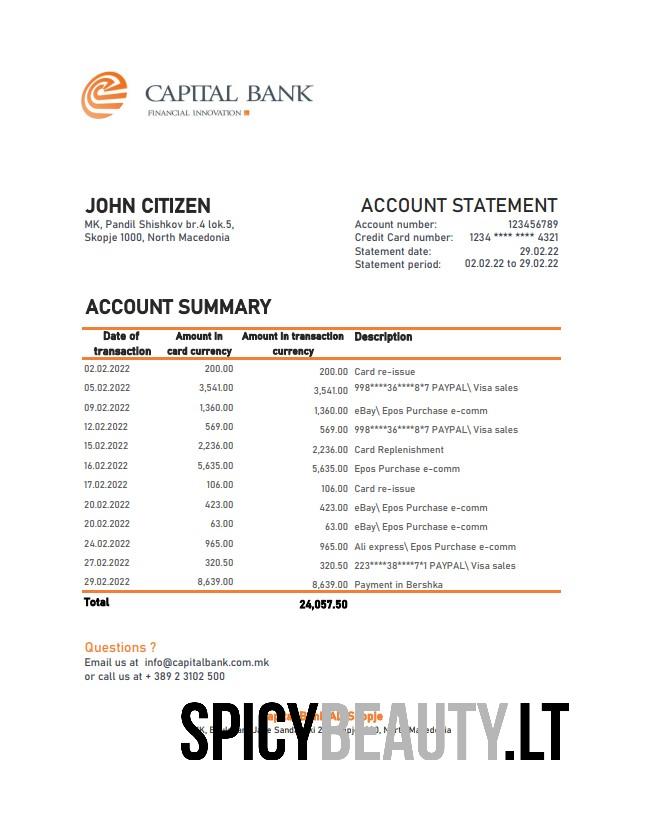 CAPITAL BANK
FINANCIAL INNOVATION
JOHN CITIZEN
MK, Pandil Shishkov br.4 lok.5,
Skopje 1000, North Macedonia
ACCOUNT STATEMENT
Account number: 123456789
Credit Card number: 1234 **** **** 4321
Statement date: 29.02.22
Statement period: 02.02.22 to 29.02.22
ACCOUNT SUMMARY
Date of transaction Amount in card currency Amount in transaction currency Description
02.02.2022 200.00 200.00 Card re-issue
05.02.2022 3,541.00 3,541.00 998****36****8*7 PAYPAL\ Visa sales
09.02.2022 1,360.00 1,360.00 eBay\ Epos Purchase e-comm
12.02.2022 569.00 569.00 998****36****8*7 PAYPAL\ Visa sales
15.02.2022 2,236.00 2,236.00 Card Replenishment
16.02.2022 5,635.00 5,635.00 Epos Purchase e-comm
17.02.2022 106.00 106.00 Card re-issue
20.02.2022 423.00 423.00 eBay\ Epos Purchase e-comm
20.02.2022 63.00 63.00 eBay\ Epos Purchase e-comm
24.02.2022 965.00 965.00 Ali express\ Epos Purchase e-comm
27.02.2022 320.50 320.50 223****38****7*1 PAYPAL\ Visa sales
29.02.2022 8,639.00 8,639.00 Payment in Bershka
Total 24,057.50
Questions ?
Email us at info@capitalbank.com.mk
or call us at + 389 2 3102 500
Capital Bank AD Skopje
Macedonia
SPICYBEAUTY.LT